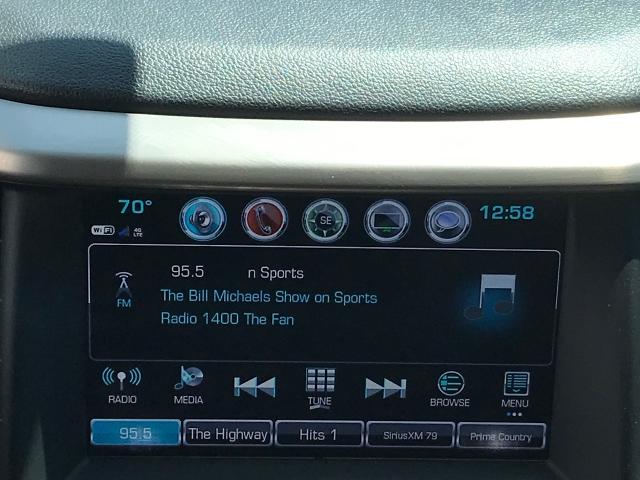 70°
12:58
WiFi
4G
LTE
SE
FM
95.5 n Sports
The Bill Michaels Show on Sports
Radio 1400 The Fan
RADIO
MEDIA
TUNE
BROWSE
MENU
95.5
The Highway
Hits 1
SiriusXM 79
Prime Country